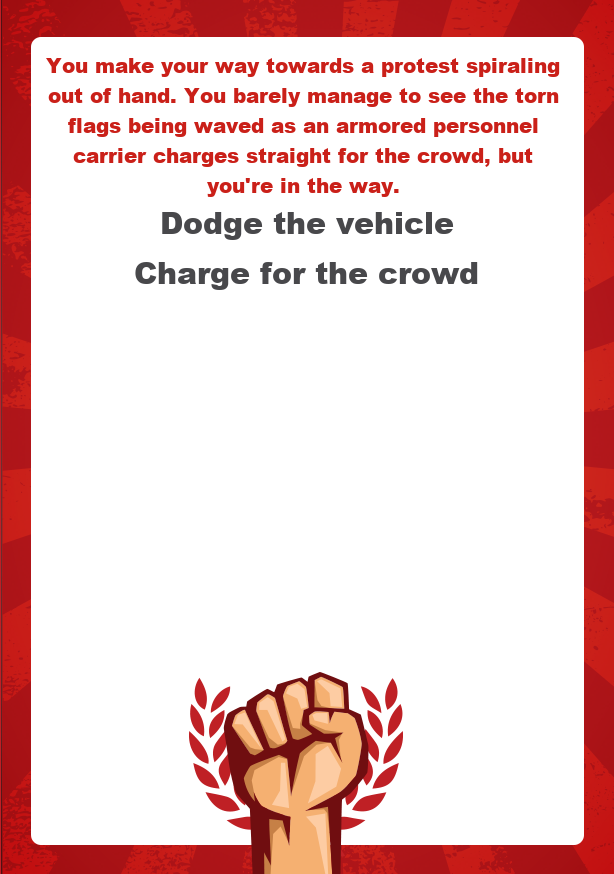 You make your way towards a protest spiraling
out of hand. You barely manage to see the torn
flags being waved as an armored personnel
carrier charges straight for the crowd, but
you're in the way.
Dodge the vehicle
Charge for the crowd